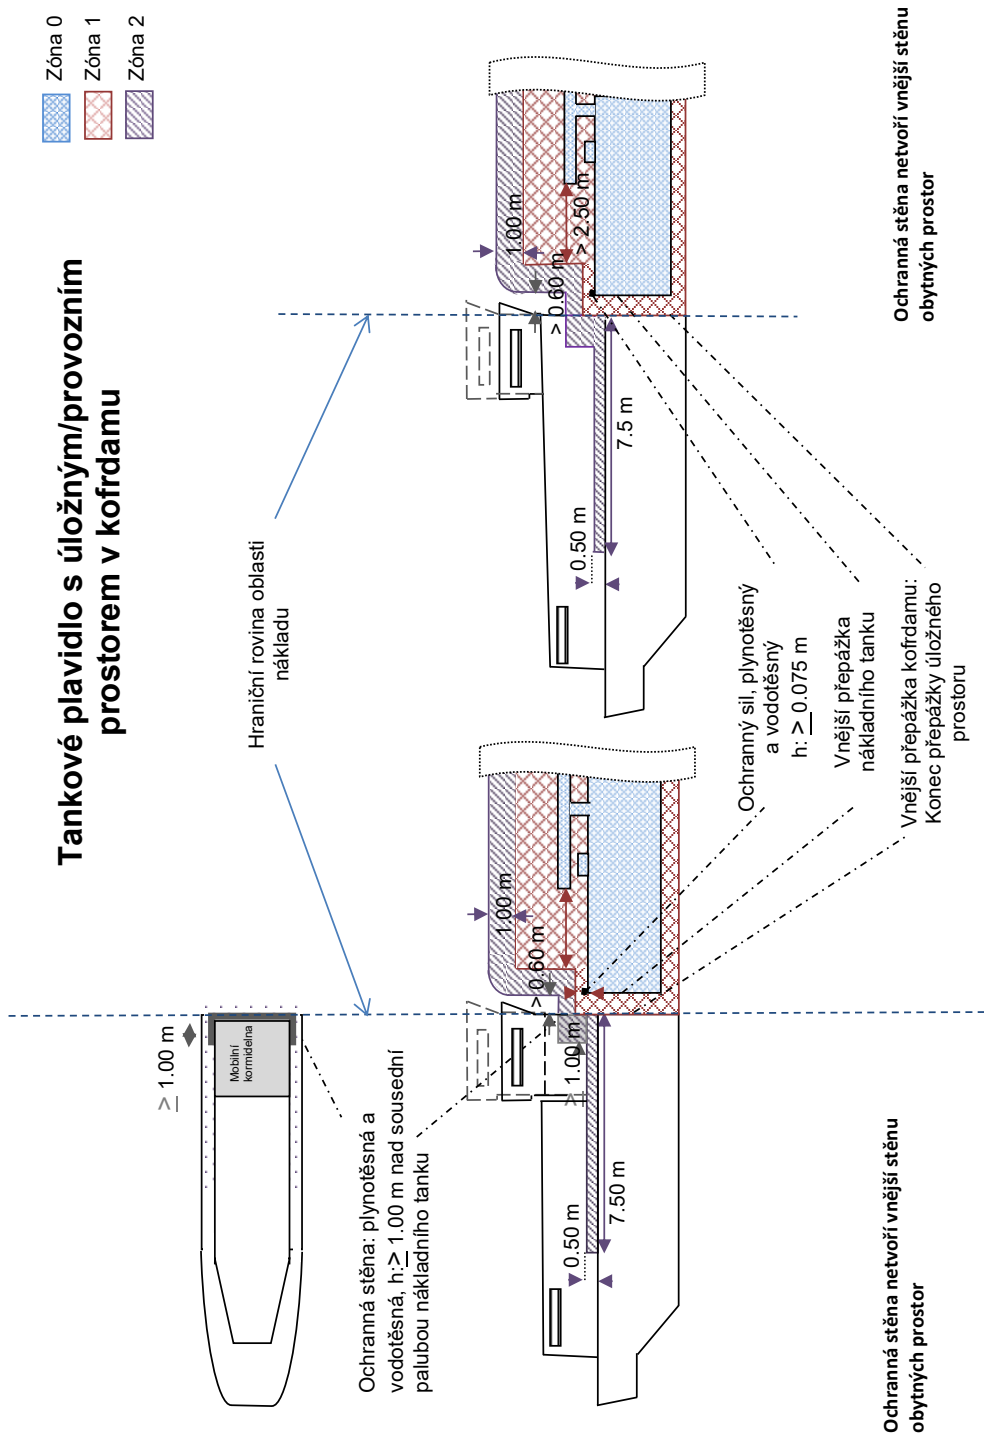 Tankové plavidlo s úložným/provozním
prostorem v kofrdamu
Zóna 0
Zóna 1
Zóna 2
Hraniční rovina oblasti
nákladu
≥ 1.00 m
Mobilní
kormidelna
Ochranná stěna: plynotěsná a
vodotěsná, h:≥ 1.00 m nad sousední
palubou nákladního tanku
1.00 m
> 0.60 m
> 1.00 m
0.50 m
7.50 m
1.00 m
> 0.60 m
> 2.50 m
0.50 m
7.5 m
Ochranný sil, plynotěsný
a vodotěsný
h: ≥ 0.075 m
Vnější přepážka
nákladního tanku
Vnější přepážka kofrdamu:
Konec přepážky úložného
prostoru
Ochranná stěna netvoří vnější stěnu
obytných prostor
Ochranná stěna netvoří vnější stěnu
obytných prostor